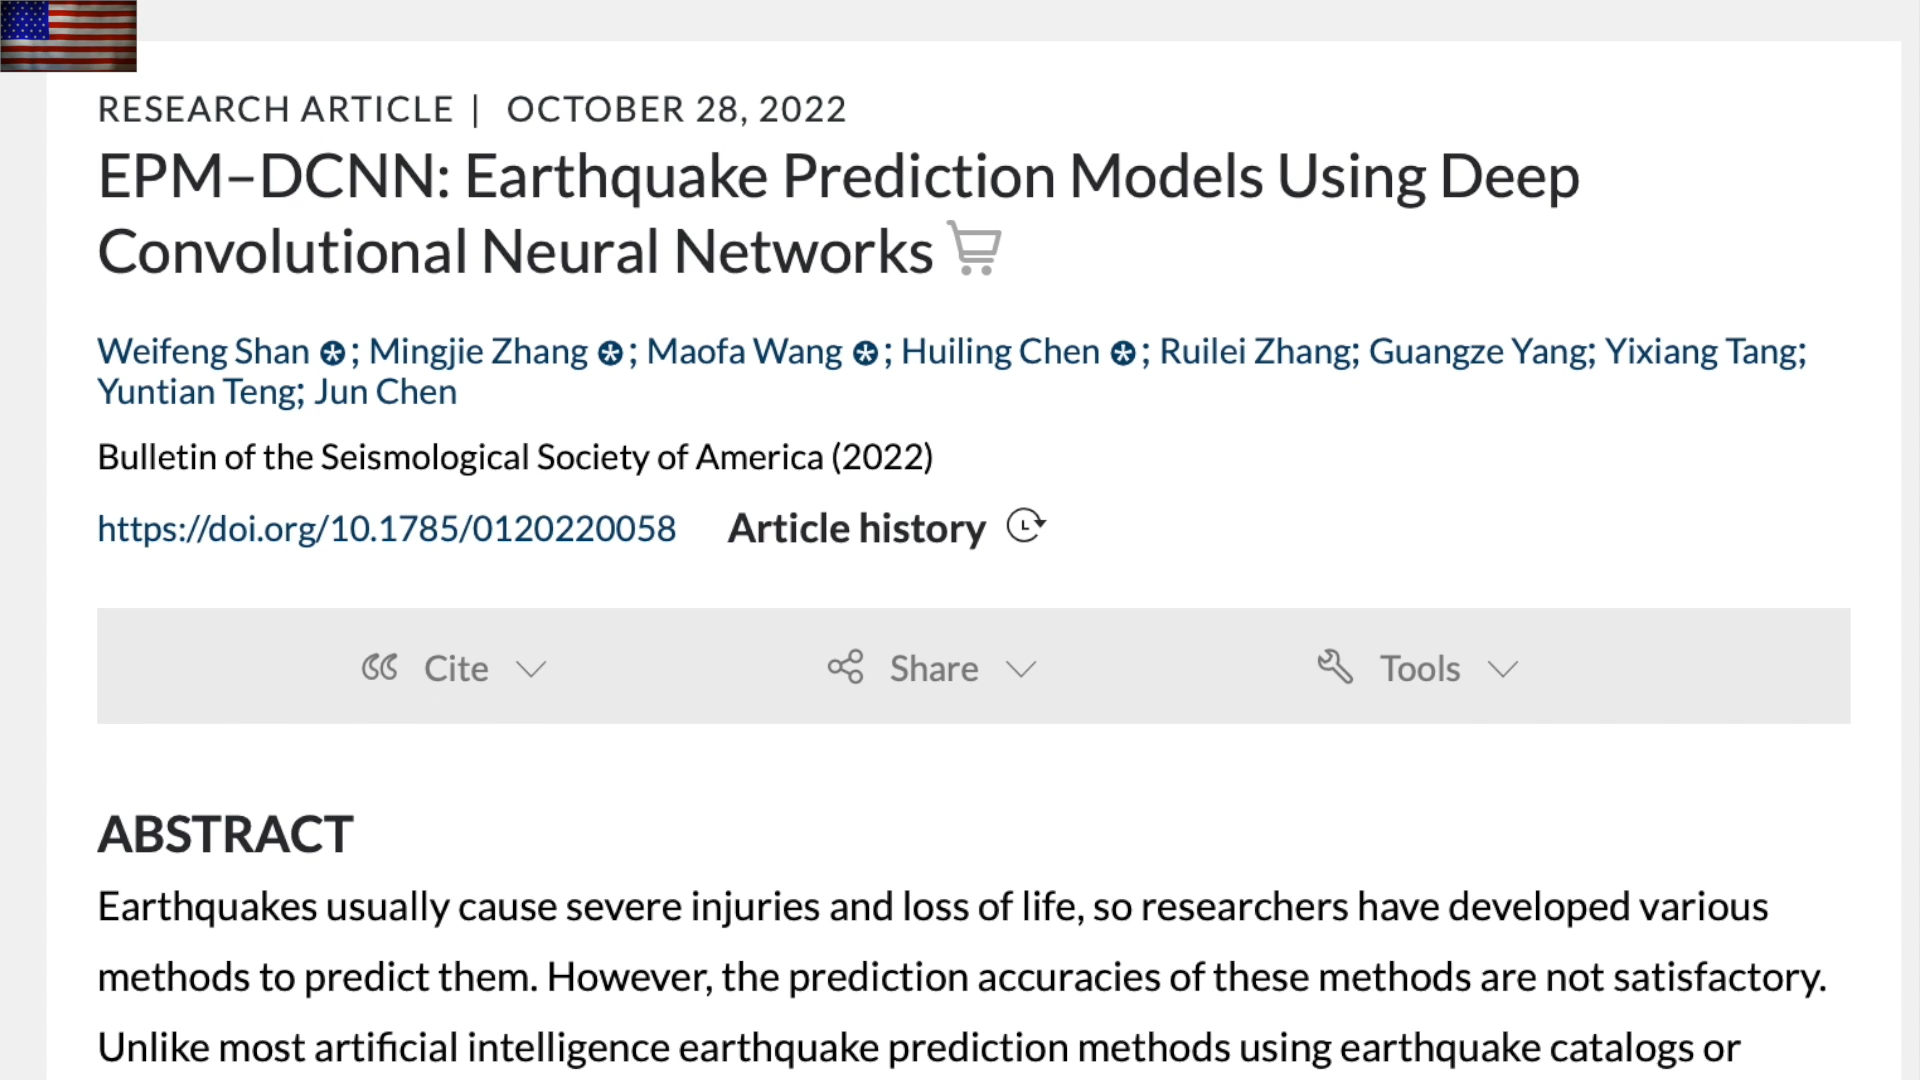 RESEARCH ARTICLE | OCTOBER 28, 2022
EPM–DCNN: Earthquake Prediction Models Using Deep
Convolutional Neural Networks
Weifeng Shan ; Mingjie Zhang ; Maofa Wang ; Huiling Chen ; Ruilei Zhang; Guangze Yang; Yixiang Tang;
Yuntian Teng; Jun Chen
Bulletin of the Seismological Society of America (2022)
https://doi.org/10.1785/0120220058 Article history
Cite Share Tools
ABSTRACT
Earthquakes usually cause severe injuries and loss of life, so researchers have developed various
methods to predict them. However, the prediction accuracies of these methods are not satisfactory.
Unlike most artificial intelligence earthquake prediction methods using earthquake catalogs or